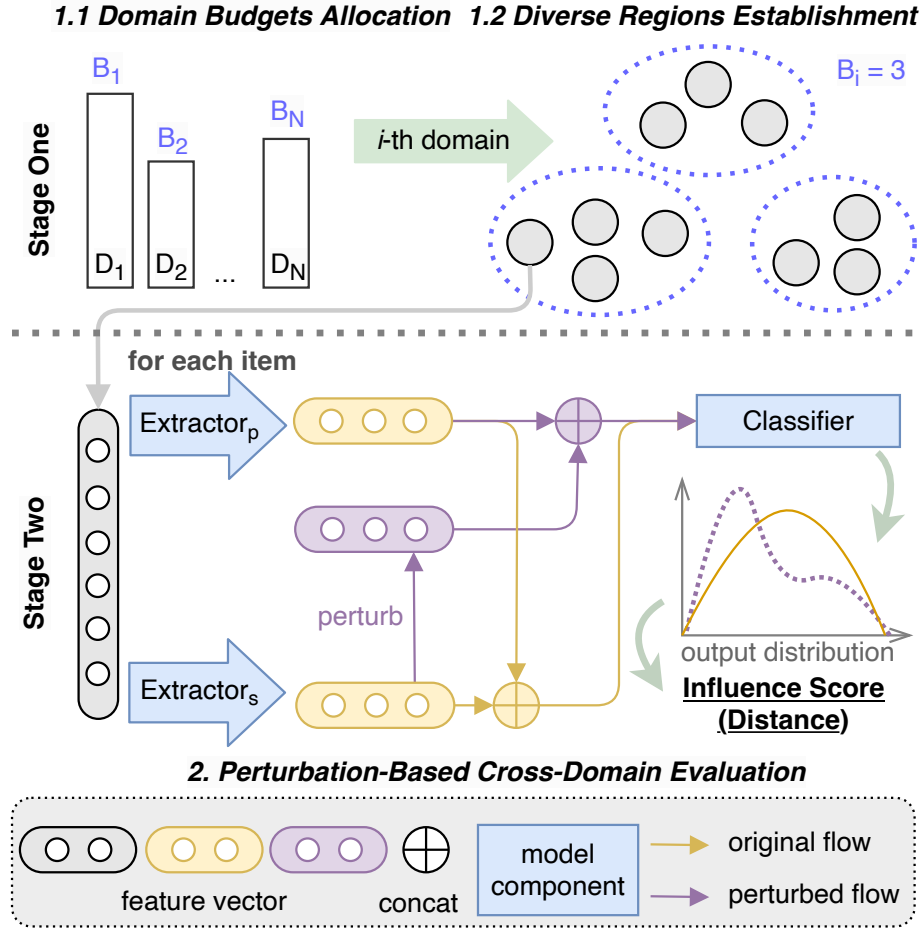 1.1 Domain Budgets Allocation
1.2 Diverse Regions Establishment
Stage One
B1
B2
BN
D1
D2
...
DN
i-th domain
Bi = 3
for each item
Stage Two
Extractorp
Classifier
perturb
Extractors
output distribution
Influence Score
(Distance)
2. Perturbation-Based Cross-Domain Evaluation
feature vector
concat
model
component
original flow
perturbed flow